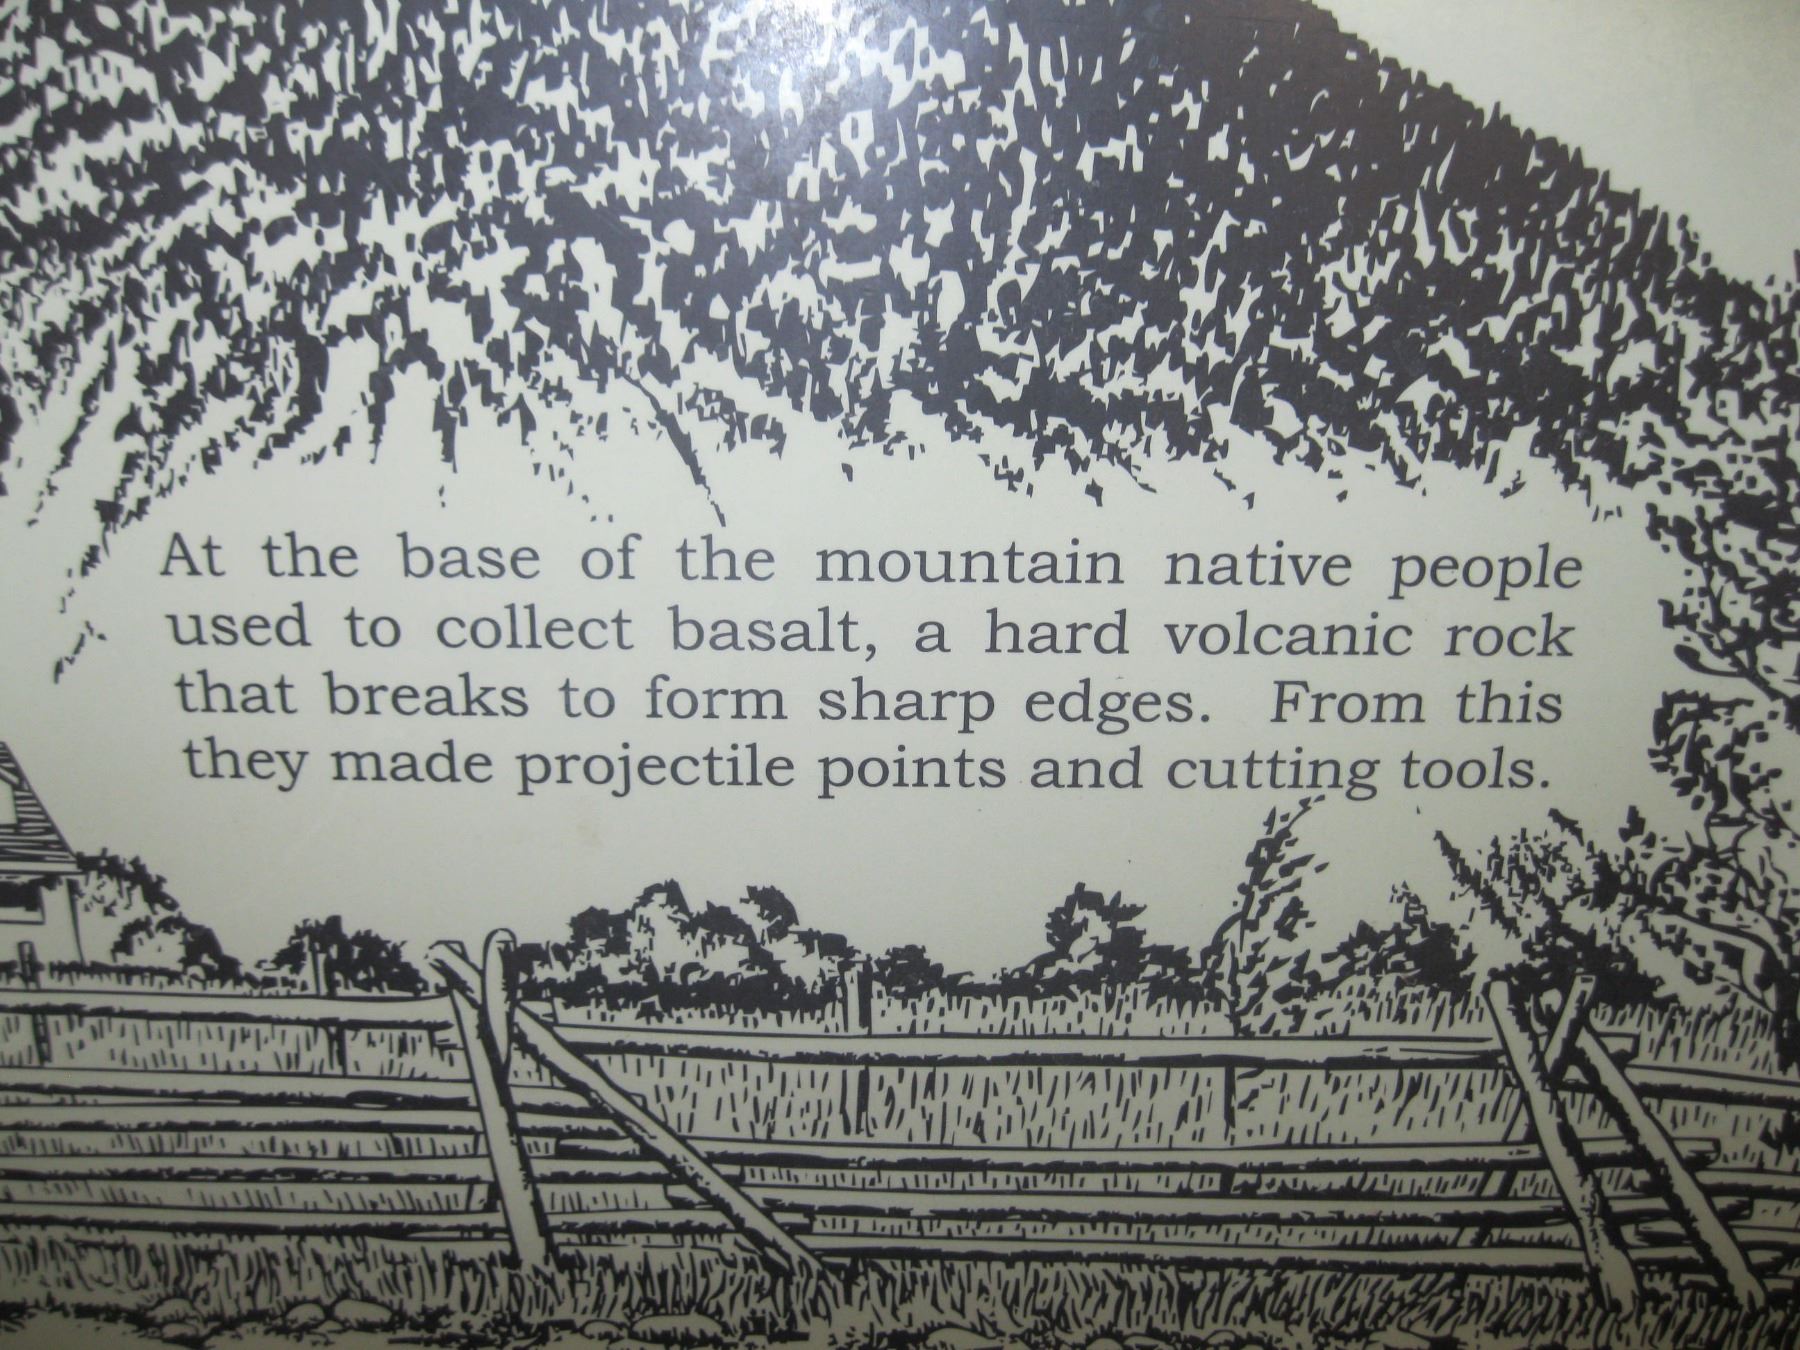 At the base of the mountain native people
used to collect basalt, a hard volcanic rock
that breaks to form sharp edges. From this
they made projectile points and cutting tools.